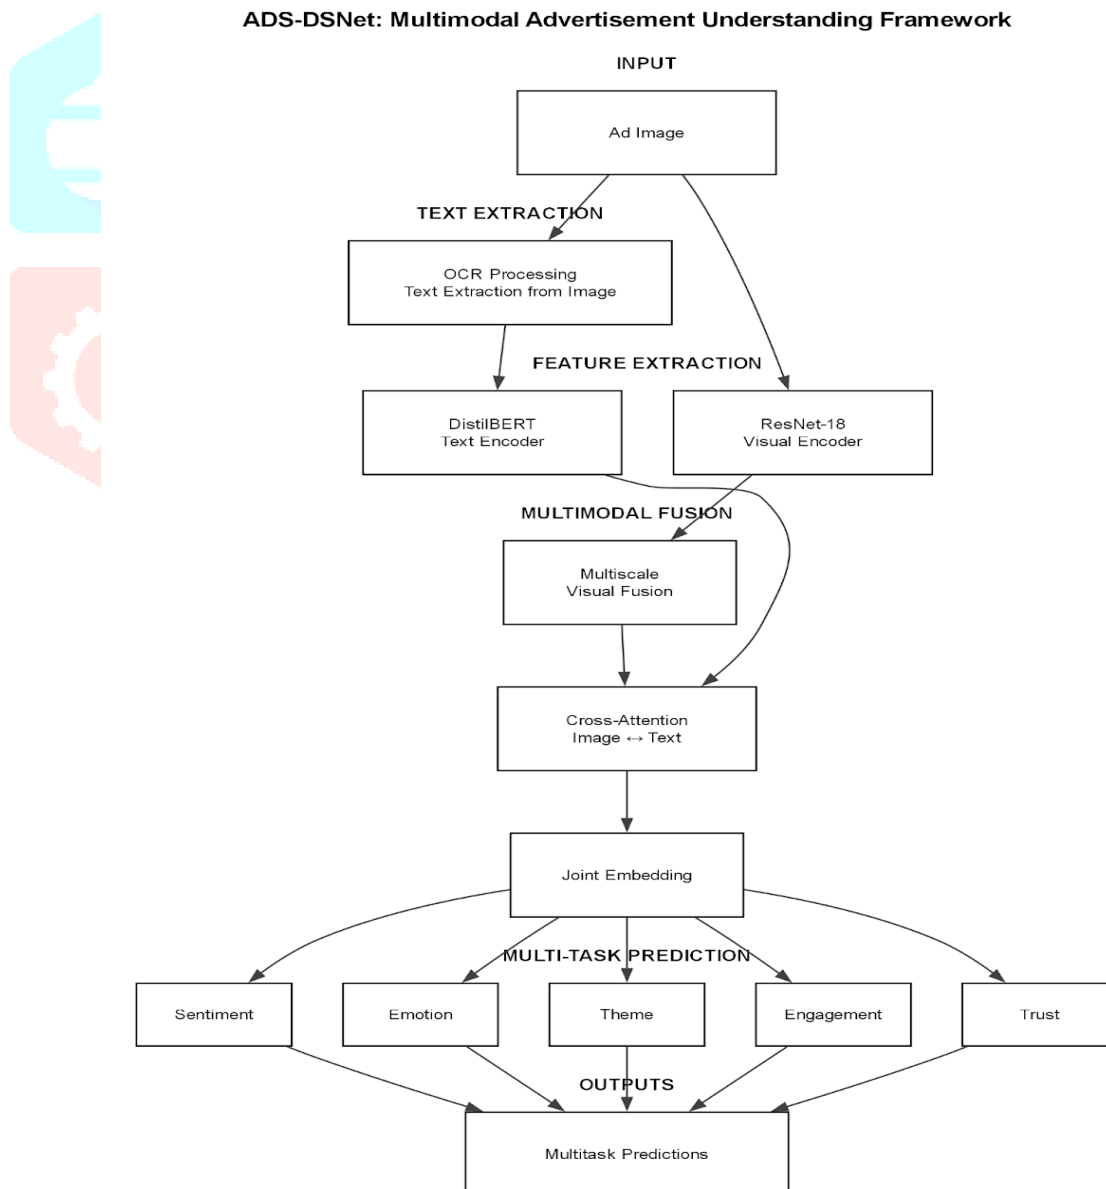 ADS-DSNet: Multimodal Advertisement Understanding Framework
INPUT
Ad Image
TEXT EXTRACTION
OCR Processing
Text Extraction from Image
FEATURE EXTRACTION
DistilBERT
Text Encoder
ResNet-18
Visual Encoder
MULTIMODAL FUSION
Multiscale
Visual Fusion
Cross-Attention
Image ↔ Text
Joint Embedding
MULTI-TASK PREDICTION
Sentiment
Emotion
Theme
Engagement
Trust
OUTPUTS
Multitask Predictions